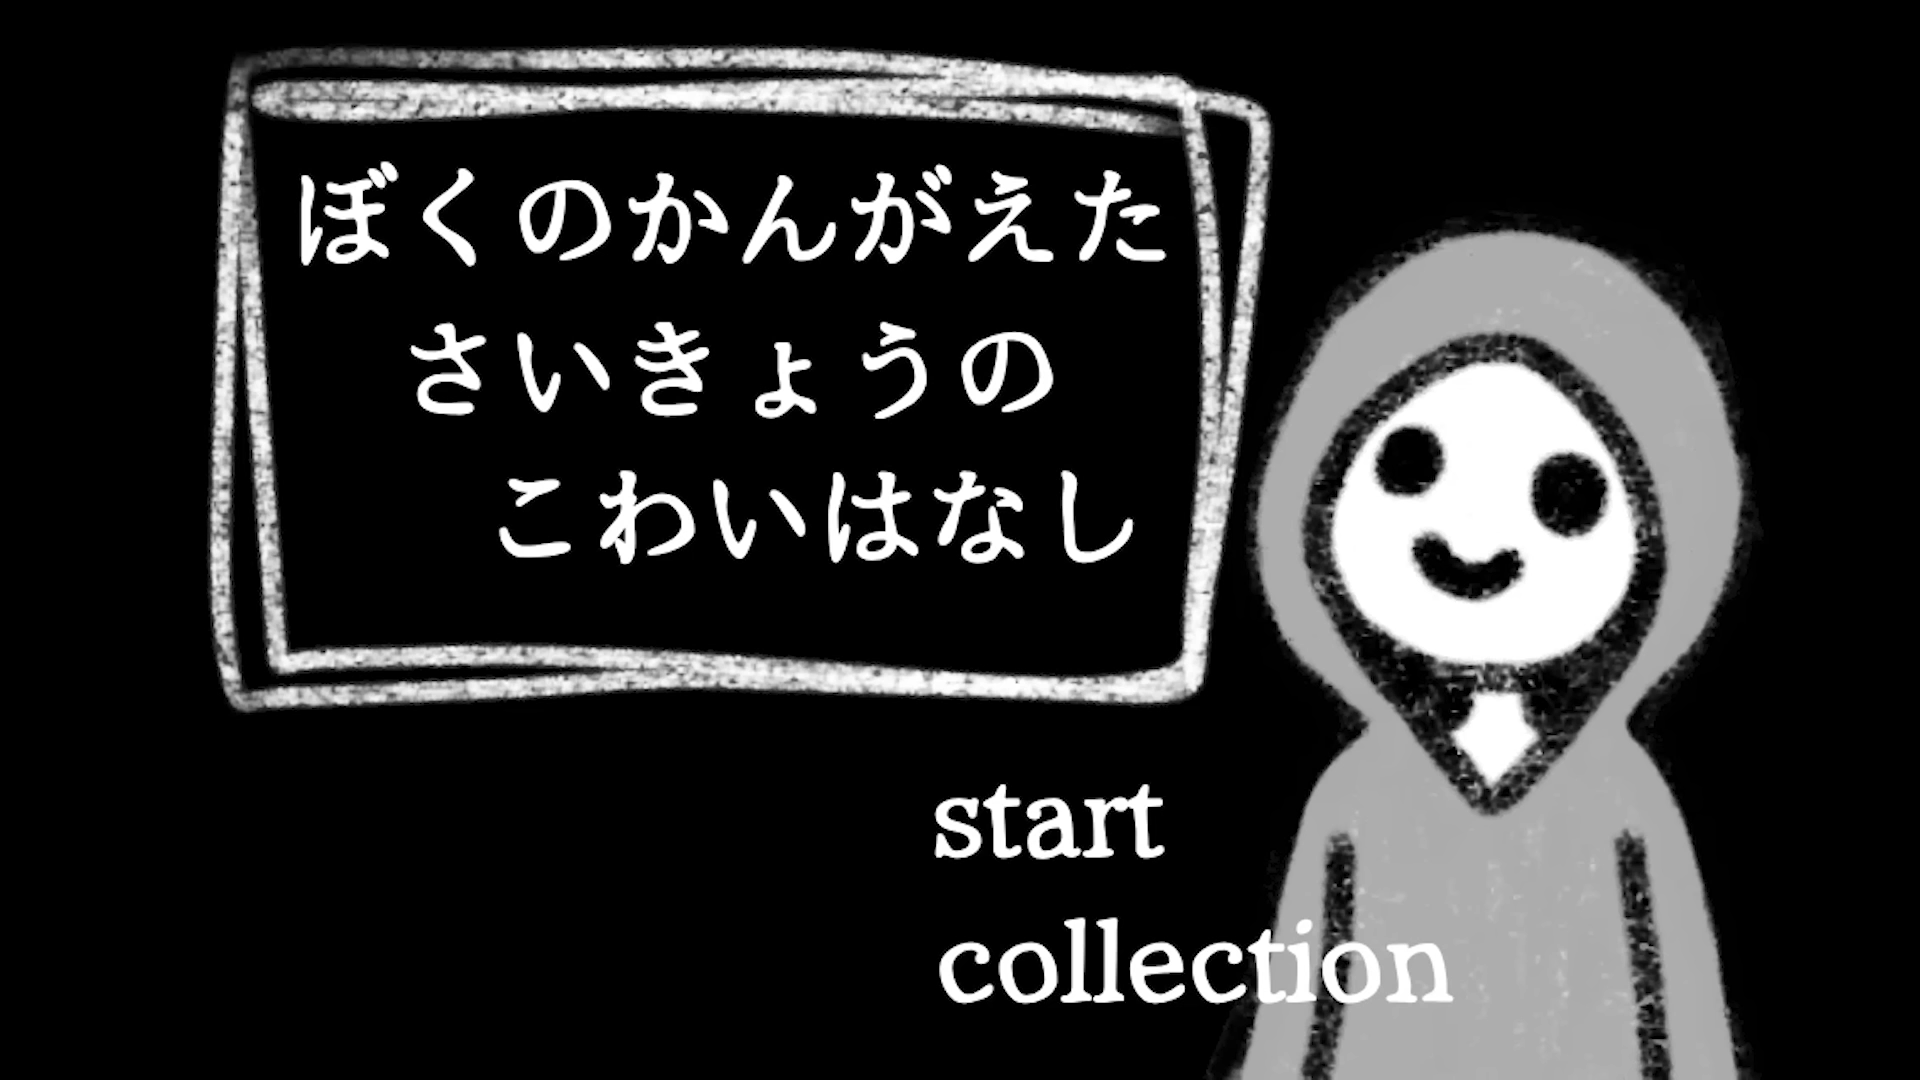 ぼくのかんがえた
さいきょうの
こわいはなし
start
collection